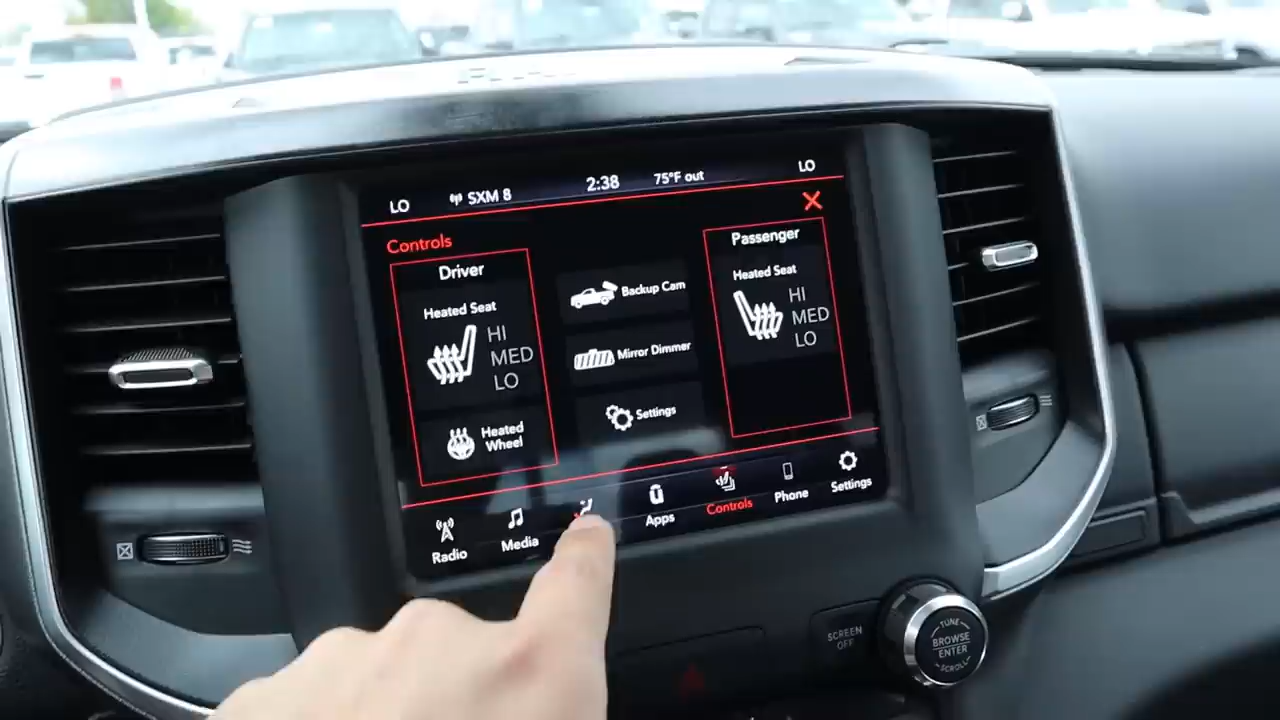 LO
SXM 8
2:38
75°F out
LO
Controls
Driver
Heated Seat
HI
MED
LO
Heated
Wheel
Backup Cam
Mirror Dimmer
Settings
Passenger
Heated Seat
HI
MED
LO
Radio
Media
Apps
Controls
Phone
Settings
SCREEN
OFF
TUNE
BROWSE
ENTER
SCROLL